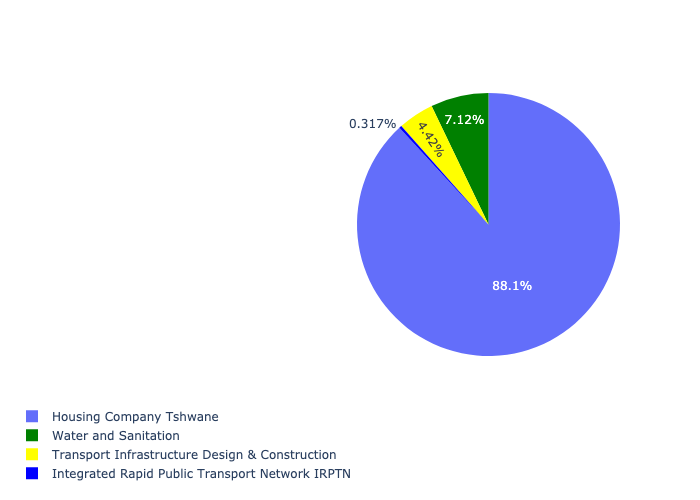 7.12%
0.317%
4.42%
88.1%
Housing Company Tshwane
Water and Sanitation
Transport Infrastructure Design & Construction
Integrated Rapid Public Transport Network IRPTN